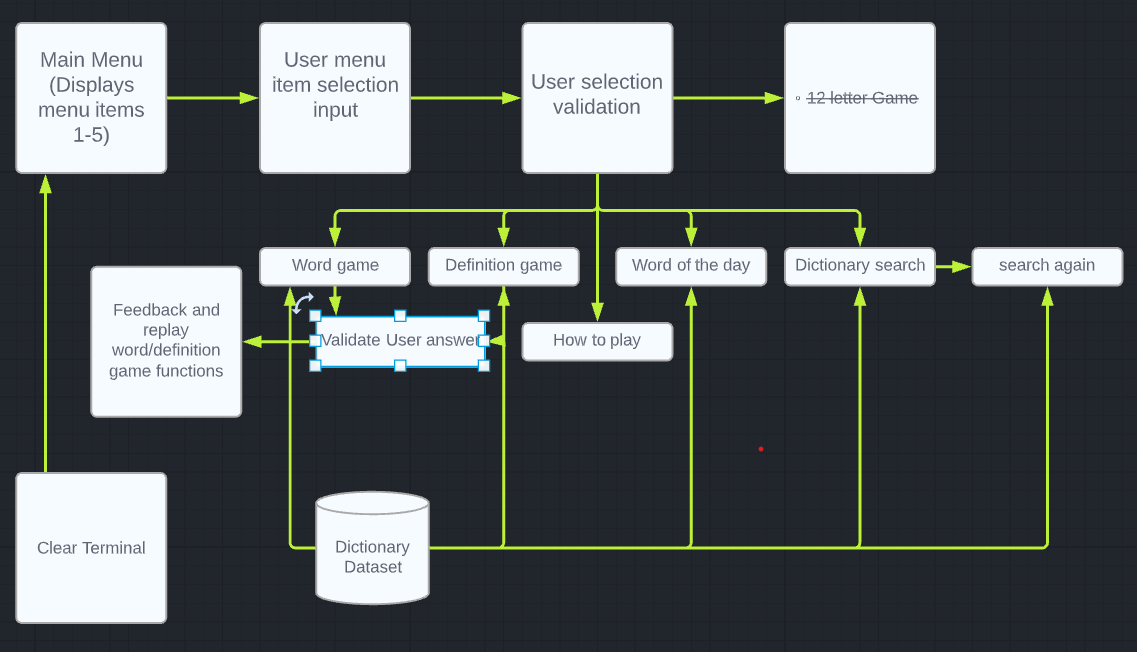 Main Menu
(Displays
menu items
1-5)
User menu
item selection
input
User selection
validation
12 letter Game
Word game
Definition game
Word of the day
Dictionary search
search again
Feedback and
replay
word/definition
game functions
Validate User answer
How to play
Clear Terminal
Dictionary
Dataset